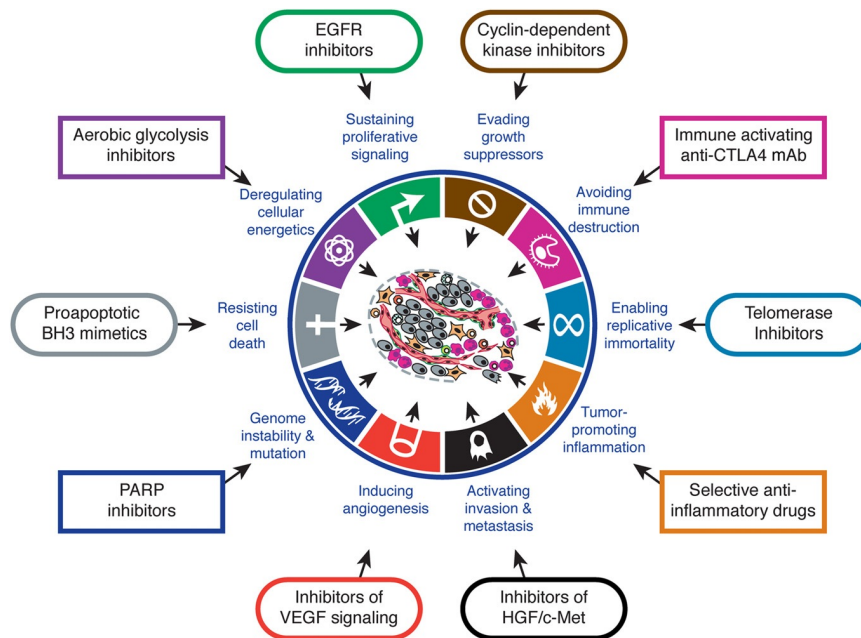 EGFR
inhibitors
Cyclin-dependent
kinase inhibitors
Sustaining
proliferative
signaling
Evading
growth
suppressors
Aerobic glycolysis
inhibitors
Immune activating
anti-CTLA4 mAb
Deregulating
cellular
energetics
Avoiding
immune
destruction
Proapoptotic
BH3 mimetics
Resisting
cell
death
Enabling
replicative
immortality
Telomerase
Inhibitors
Genome
instability &
mutation
Tumor-
promoting
inflammation
PARP
inhibitors
Inducing
angiogenesis
Activating
invasion &
metastasis
Selective anti-
inflammatory drugs
Inhibitors of
VEGF signaling
Inhibitors of
HGF/c-Met